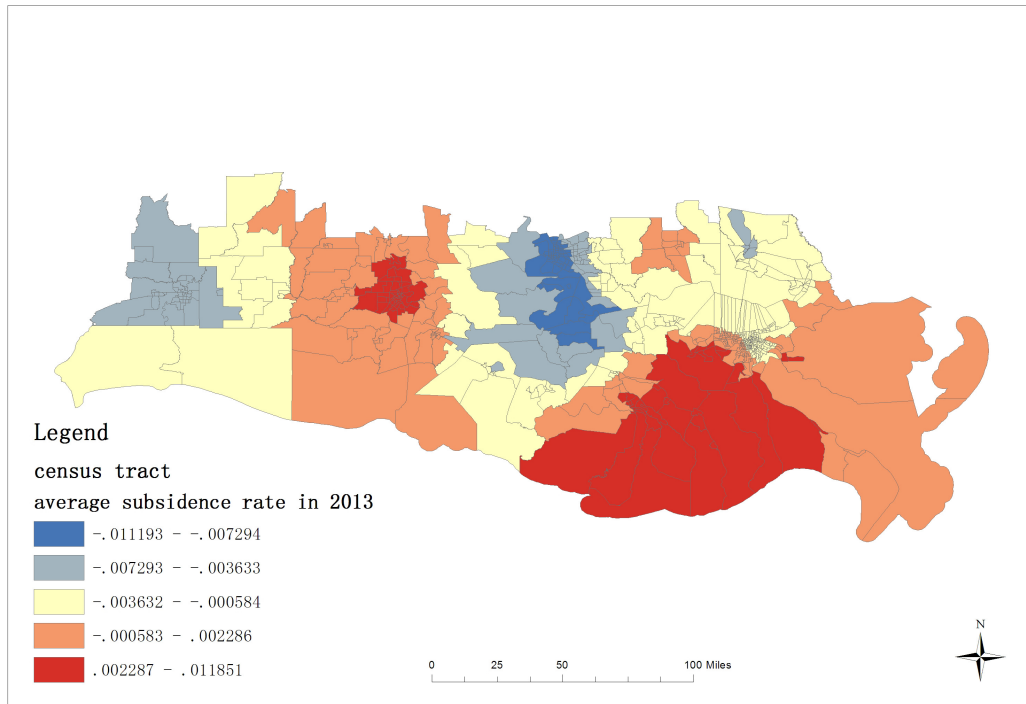 Legend
census tract
average subsidence rate in 2013
-.011193 - -.007294
-.007293 - -.003633
-.003632 - -.000584
-.000583 - .002286
.002287 - .011851
0 25 50 100 Miles
N